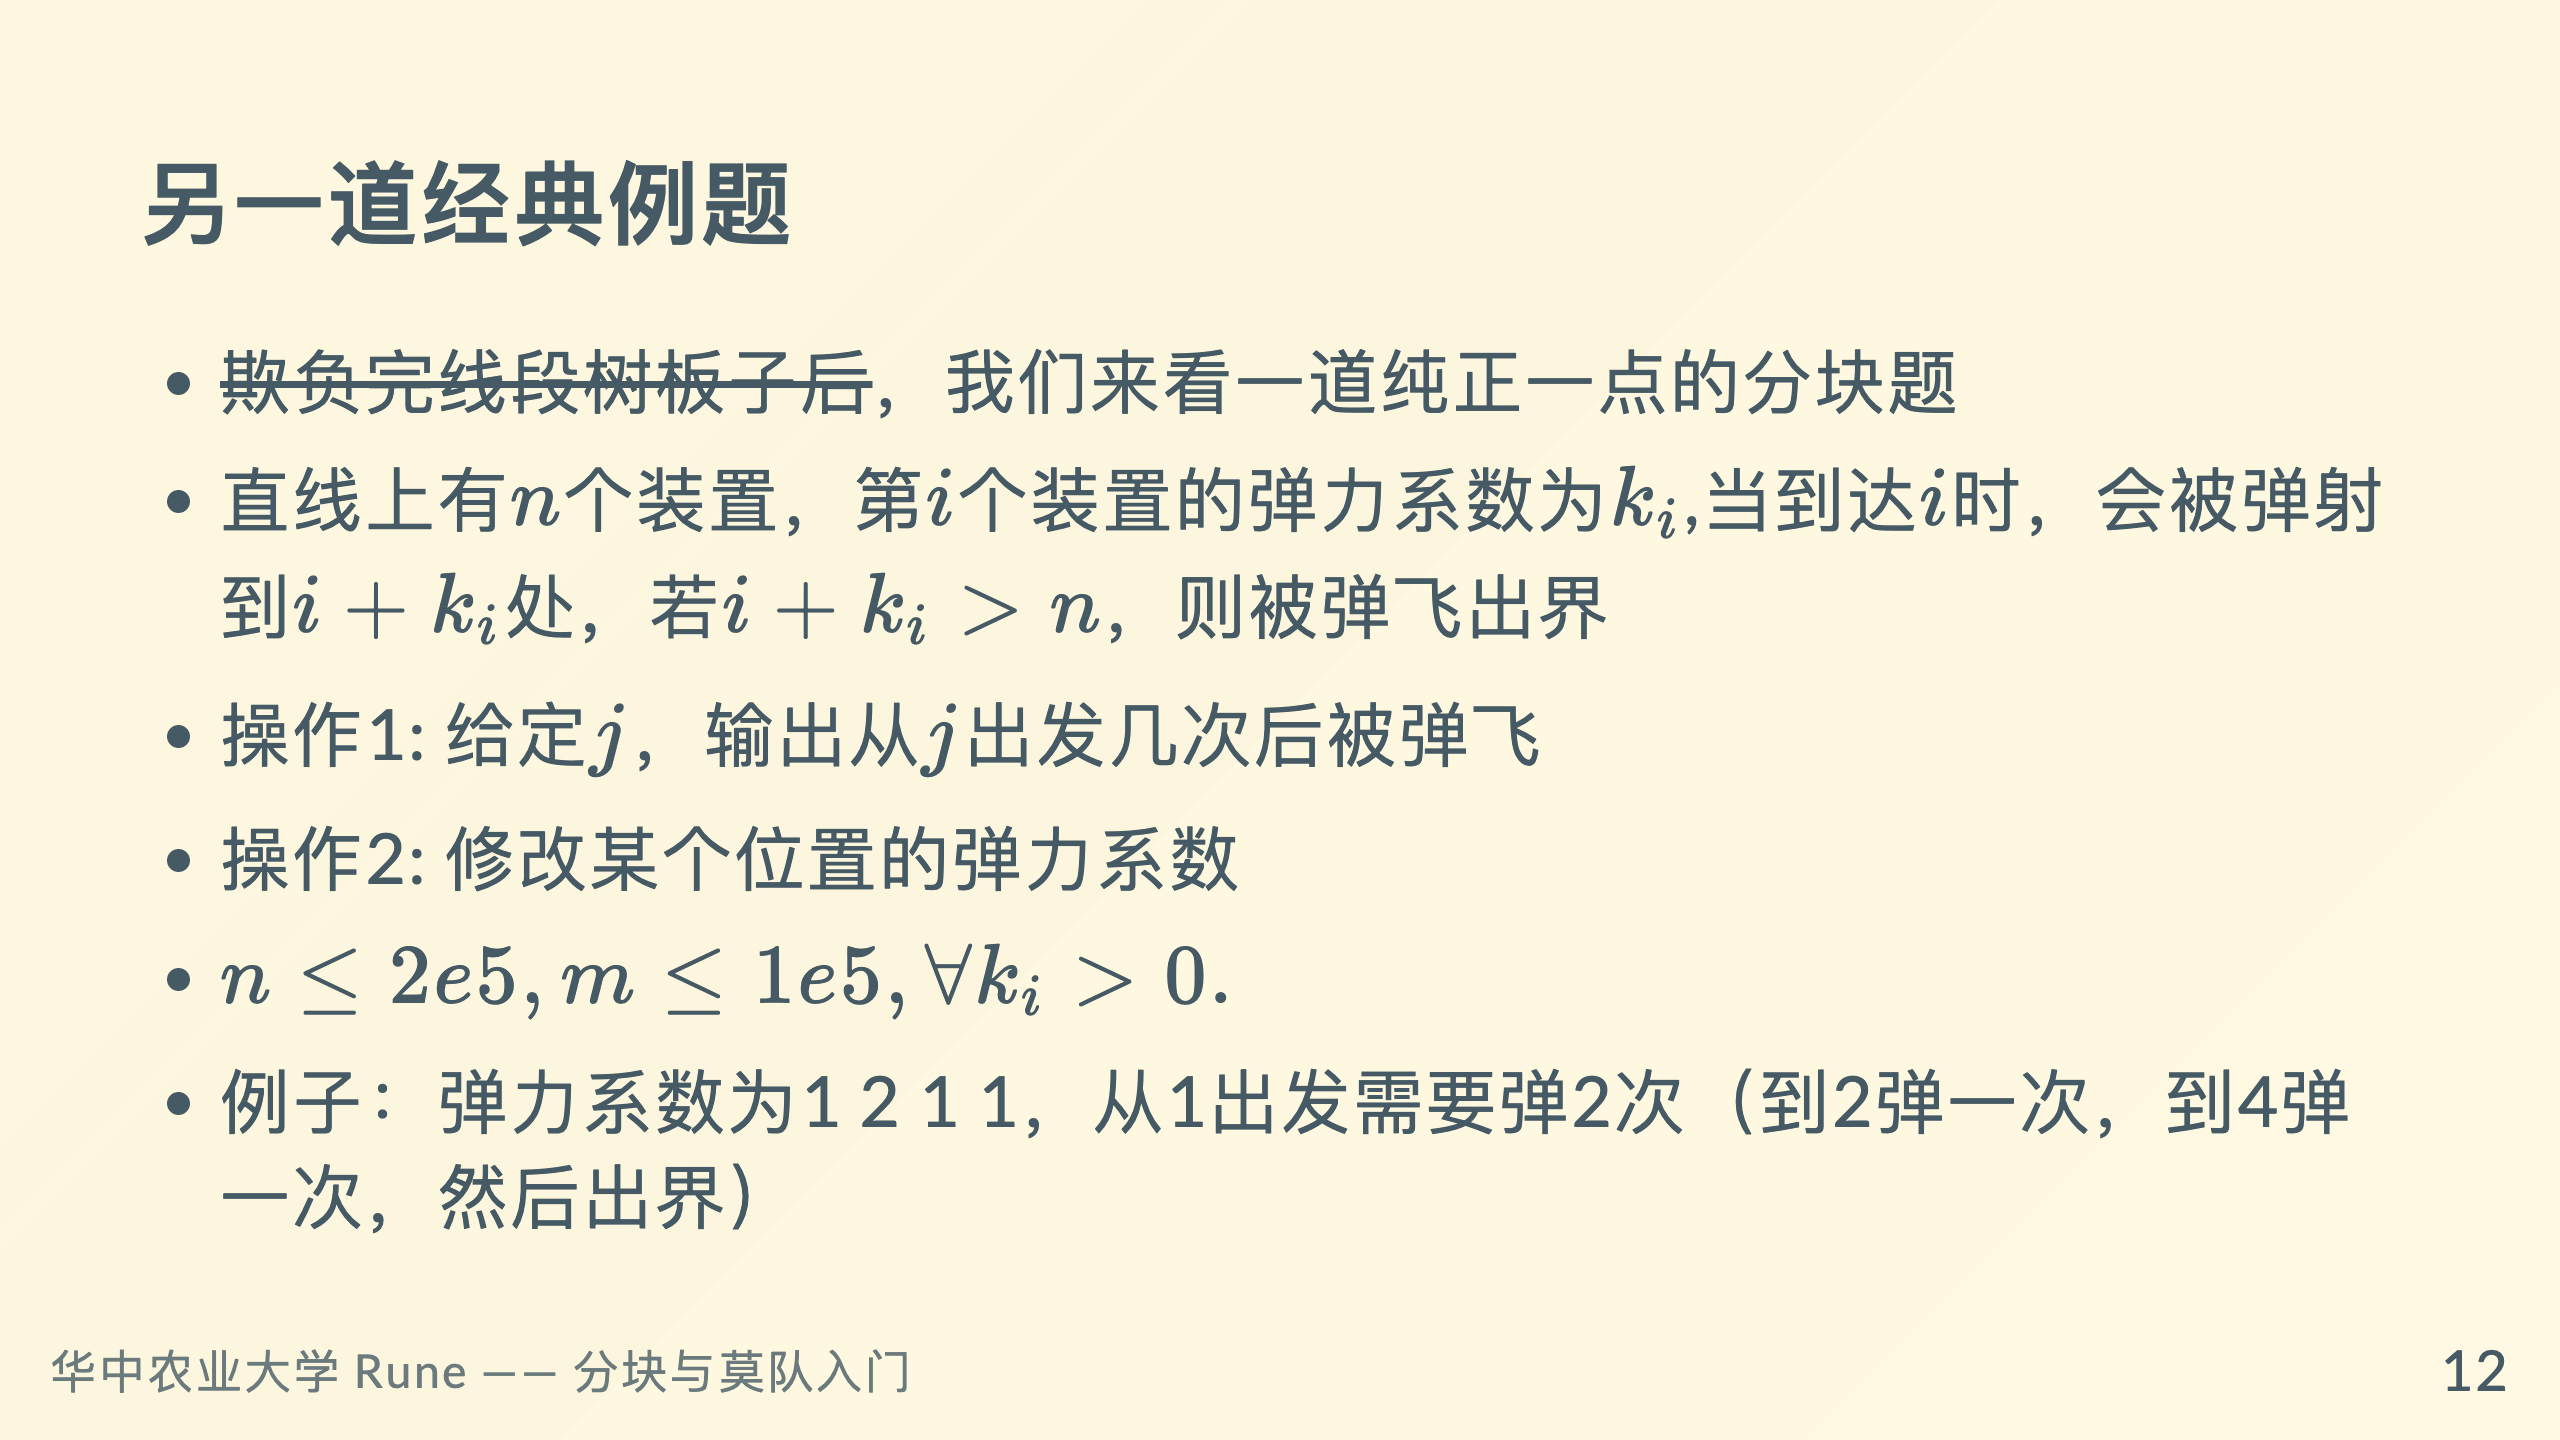 另一道经典例题
欺负完线段树板子后，我们来看一道纯正一点的分块题
直线上有n个装置，第i个装置的弹力系数为k_i,当到达i时，会被弹射
到i + k_i处，若i + k_i > n，则被弹飞出界
操作1: 给定j，输出从j出发几次后被弹飞
操作2: 修改某个位置的弹力系数
n ≤ 2e5, m ≤ 1e5, ∀k_i > 0.
例子：弹力系数为1 2 1 1，从1出发需要弹2次（到2弹一次，到4弹
一次，然后出界）
华中农业大学 Rune —— 分块与莫队入门
12